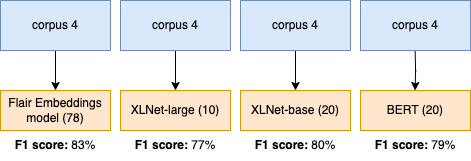 corpus 4
corpus 4
corpus 4
corpus 4
Flair Embeddings
model (78)
XLNet-large (10)
XLNet-base (20)
BERT (20)
F1 score: 83%
F1 score: 77%
F1 score: 80%
F1 score: 79%